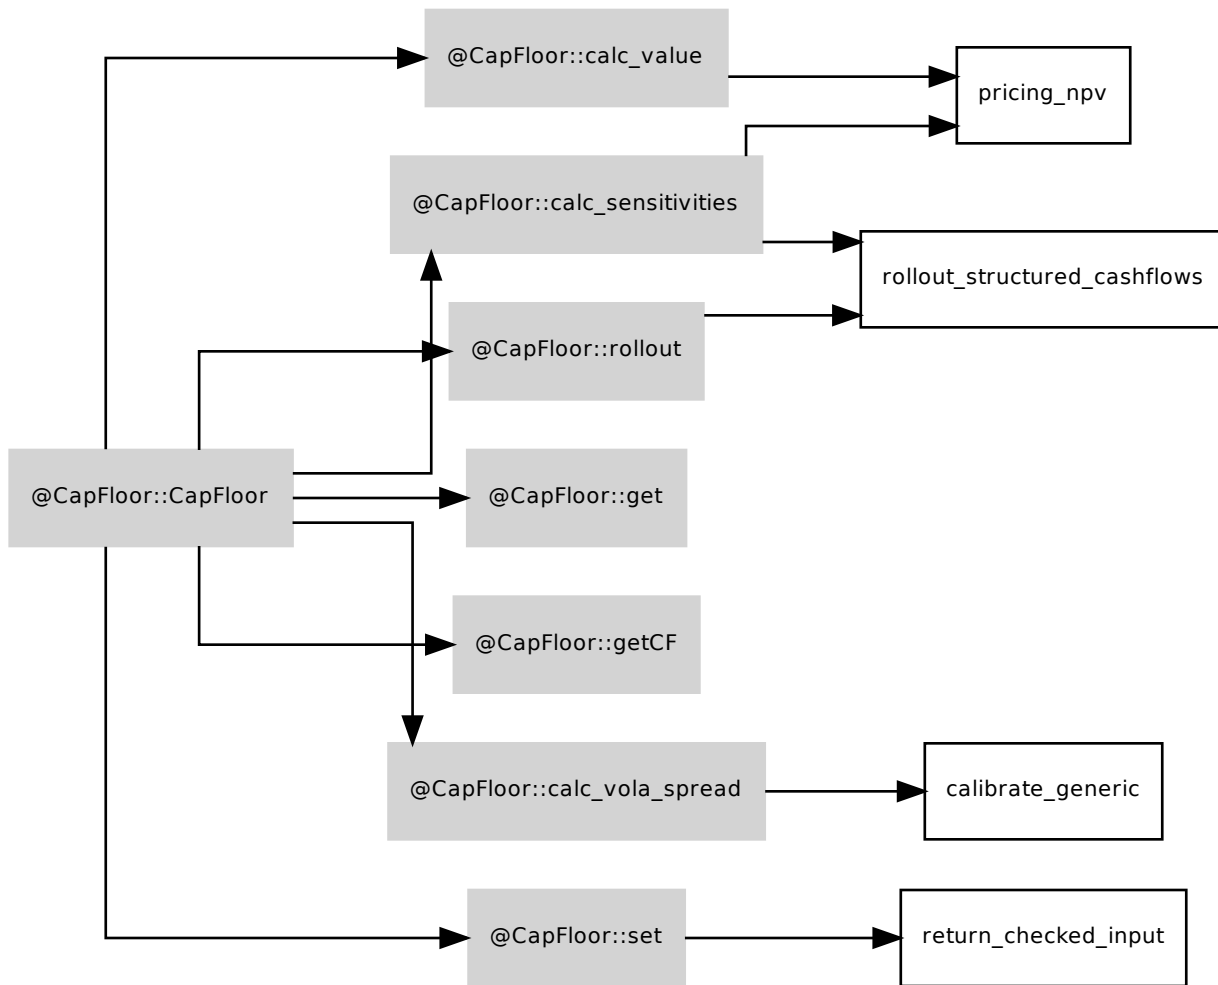 @CapFloor::calc_value
pricing_npv
@CapFloor::calc_sensitivities
rollout_structured_cashflows
@CapFloor::rollout
@CapFloor::CapFloor
@CapFloor::get
@CapFloor::getCF
@CapFloor::calc_vola_spread
calibrate_generic
@CapFloor::set
return_checked_input